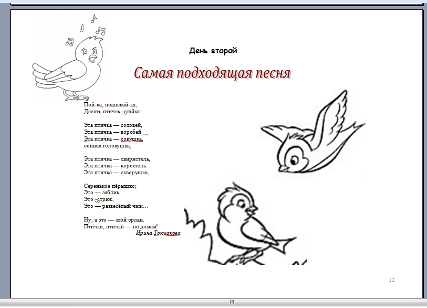 День второй
Самая подходящая песня
Пой-ка, подпевай-ка,
Десять птичек стайка:
Эта птичка — соловей,
Эта птичка — воробей
Эта птичка — совушка,
сонная головушка.
Эта птичка — свиристель,
Эта птичка — коростель,
Эта птичка — скворушка,
Серенькое пёрышко;
Это — зяблик
Это — стриж,
Это — развесёлый чиж…
Ну, а это — злой орлан.
Птички, птички — по домам!
Ирина Токмакова
12